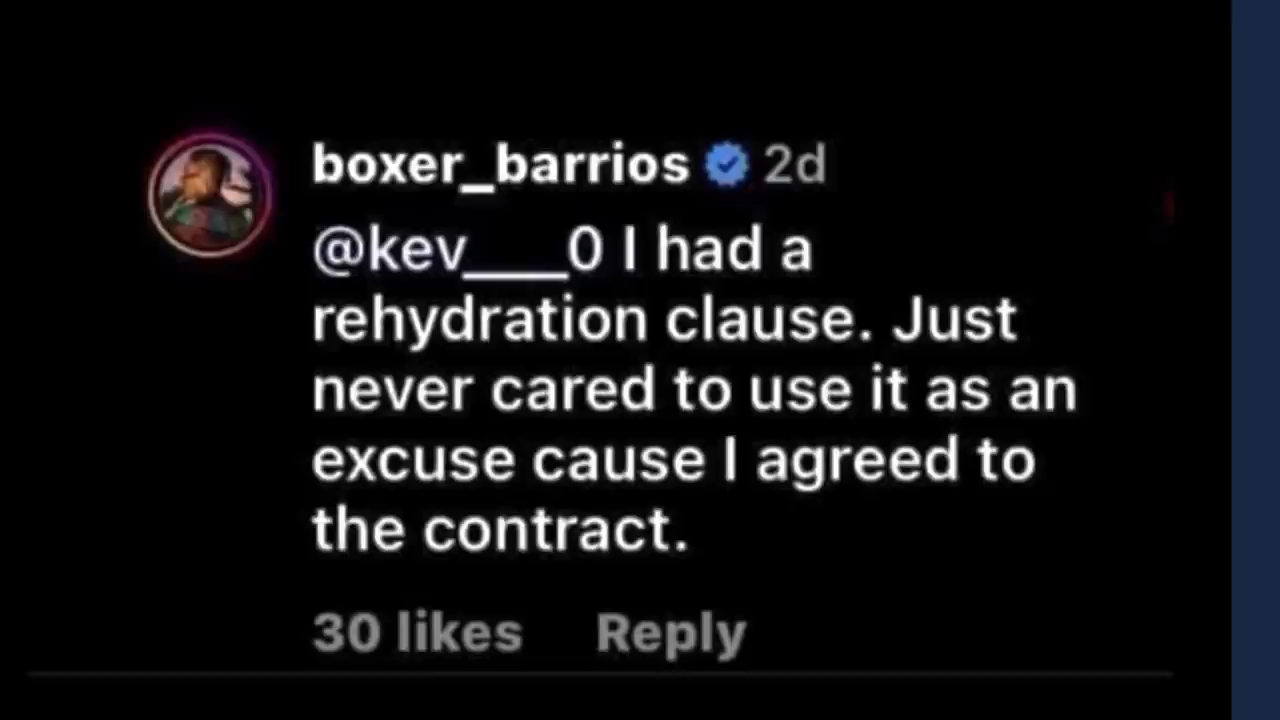 boxer_barrios 2d
@kev___0 I had a
rehydration clause. Just
never cared to use it as an
excuse cause I agreed to
the contract.
30 likes Reply